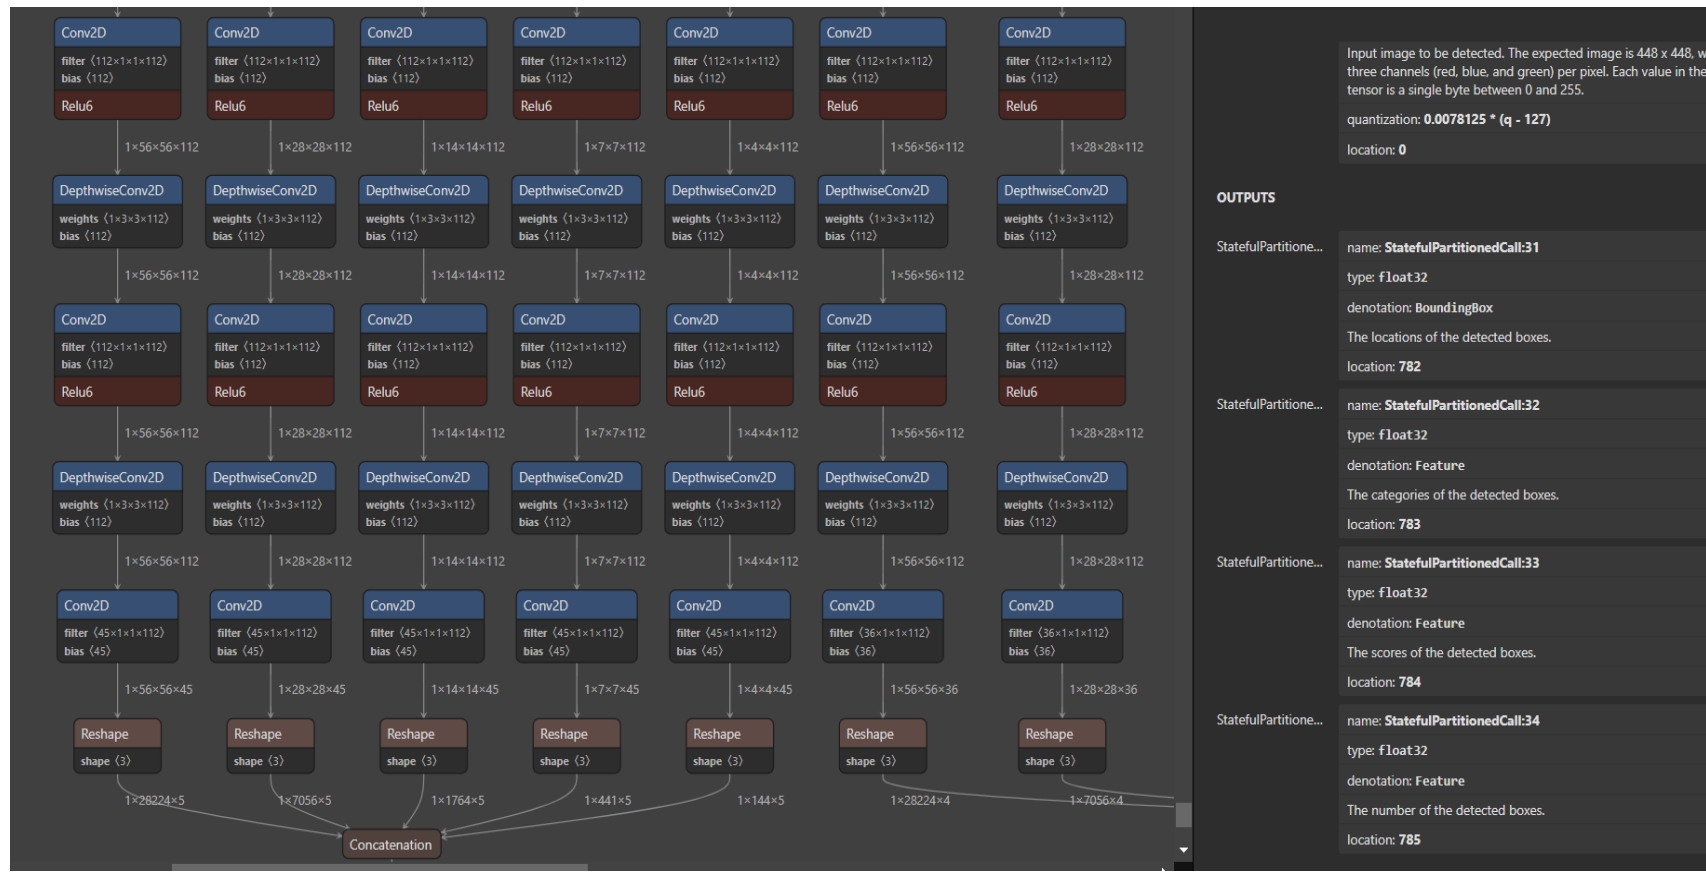 Conv2D Conv2D Conv2D Conv2D Conv2D Conv2D Conv2D
filter ⟨112×1×1×112⟩ filter ⟨112×1×1×112⟩ filter ⟨112×1×1×112⟩ filter ⟨112×1×1×112⟩ filter ⟨112×1×1×112⟩ filter ⟨112×1×1×112⟩ filter ⟨112×1×1×112⟩
bias ⟨112⟩ bias ⟨112⟩ bias ⟨112⟩ bias ⟨112⟩ bias ⟨112⟩ bias ⟨112⟩ bias ⟨112⟩
Relu6 Relu6 Relu6 Relu6 Relu6 Relu6 Relu6
1×56×56×112 1×28×28×112 1×14×14×112 1×7×7×112 1×4×4×112 1×56×56×112 1×28×28×112
DepthwiseConv2D DepthwiseConv2D DepthwiseConv2D DepthwiseConv2D DepthwiseConv2D DepthwiseConv2D DepthwiseConv2D
weights ⟨1×3×3×112⟩ weights ⟨1×3×3×112⟩ weights ⟨1×3×3×112⟩ weights ⟨1×3×3×112⟩ weights ⟨1×3×3×112⟩ weights ⟨1×3×3×112⟩ weights ⟨1×3×3×112⟩
bias ⟨112⟩ bias ⟨112⟩ bias ⟨112⟩ bias ⟨112⟩ bias ⟨112⟩ bias ⟨112⟩ bias ⟨112⟩
1×56×56×112 1×28×28×112 1×14×14×112 1×7×7×112 1×4×4×112 1×56×56×112 1×28×28×112
Conv2D Conv2D Conv2D Conv2D Conv2D Conv2D Conv2D
filter ⟨112×1×1×112⟩ filter ⟨112×1×1×112⟩ filter ⟨112×1×1×112⟩ filter ⟨112×1×1×112⟩ filter ⟨112×1×1×112⟩ filter ⟨112×1×1×112⟩ filter ⟨112×1×1×112⟩
bias ⟨112⟩ bias ⟨112⟩ bias ⟨112⟩ bias ⟨112⟩ bias ⟨112⟩ bias ⟨112⟩ bias ⟨112⟩
Relu6 Relu6 Relu6 Relu6 Relu6 Relu6 Relu6
1×56×56×112 1×28×28×112 1×14×14×112 1×7×7×112 1×4×4×112 1×56×56×112 1×28×28×112
DepthwiseConv2D DepthwiseConv2D DepthwiseConv2D DepthwiseConv2D DepthwiseConv2D DepthwiseConv2D DepthwiseConv2D
weights ⟨1×3×3×112⟩ weights ⟨1×3×3×112⟩ weights ⟨1×3×3×112⟩ weights ⟨1×3×3×112⟩ weights ⟨1×3×3×112⟩ weights ⟨1×3×3×112⟩ weights ⟨1×3×3×112⟩
bias ⟨112⟩ bias ⟨112⟩ bias ⟨112⟩ bias ⟨112⟩ bias ⟨112⟩ bias ⟨112⟩ bias ⟨112⟩
1×56×56×112 1×28×28×112 1×14×14×112 1×7×7×112 1×4×4×112 1×56×56×112 1×28×28×112
Conv2D Conv2D Conv2D Conv2D Conv2D Conv2D Conv2D
filter ⟨45×1×1×112⟩ filter ⟨45×1×1×112⟩ filter ⟨45×1×1×112⟩ filter ⟨45×1×1×112⟩ filter ⟨45×1×1×112⟩ filter ⟨36×1×1×112⟩ filter ⟨36×1×1×112⟩
bias ⟨45⟩ bias ⟨45⟩ bias ⟨45⟩ bias ⟨45⟩ bias ⟨45⟩ bias ⟨36⟩ bias ⟨36⟩
1×56×56×45 1×28×28×45 1×14×14×45 1×7×7×45 1×4×4×45 1×56×56×36 1×28×28×36
Reshape Reshape Reshape Reshape Reshape Reshape Reshape
shape ⟨3⟩ shape ⟨3⟩ shape ⟨3⟩ shape ⟨3⟩ shape ⟨3⟩ shape ⟨3⟩ shape ⟨3⟩
1×28224×5 1×7056×5 1×1764×5 1×441×5 1×144×5 1×28224×4 1×7056×4
Concatenation
Input image to be detected. The expected image is 448 x 448, w
three channels (red, blue, and green) per pixel. Each value in the
tensor is a single byte between 0 and 255.
quantization: 0.0078125 * (q - 127)
location: 0
OUTPUTS
StatefulPartitione... name: StatefulPartitionedCall:31
type: float32
denotation: BoundingBox
The locations of the detected boxes.
location: 782
StatefulPartitione... name: StatefulPartitionedCall:32
type: float32
denotation: Feature
The categories of the detected boxes.
location: 783
StatefulPartitione... name: StatefulPartitionedCall:33
type: float32
denotation: Feature
The scores of the detected boxes.
location: 784
StatefulPartitione... name: StatefulPartitionedCall:34
type: float32
denotation: Feature
The number of the detected boxes.
location: 785